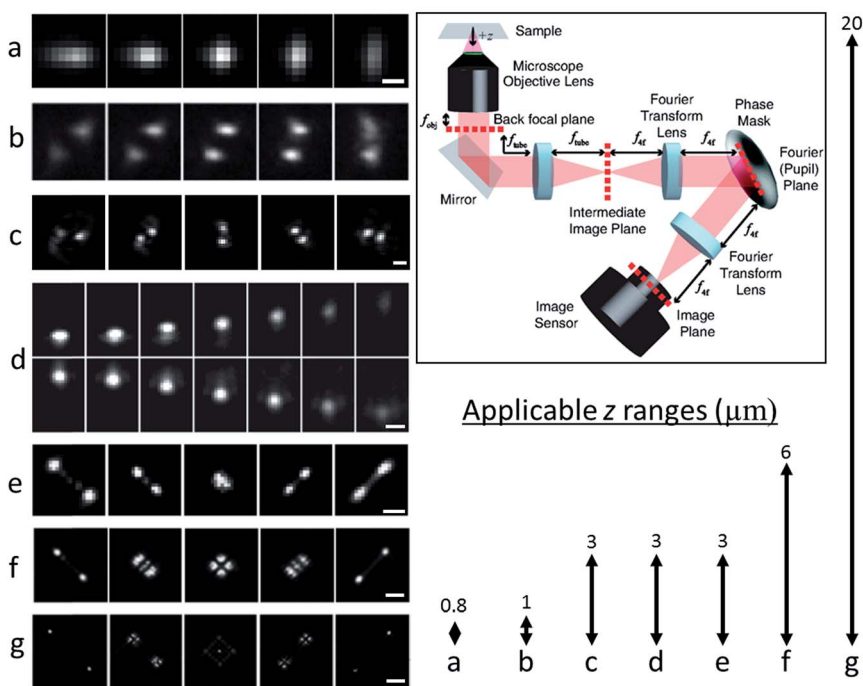 a
b
c
d
e
f
g
+z
Sample
Microscope
Objective Lens
f_obj
Back focal plane
f_tube
f_tube
f_4f
f_4f
Fourier
Transform
Lens
Phase
Mask
Fourier
(Pupil)
Plane
Mirror
Intermediate
Image Plane
f_4f
Fourier
Transform
Lens
f_4f
Image
Sensor
Image
Plane
20
Applicable z ranges (μm)
6
3
3
3
1
0.8
a b c d e f g